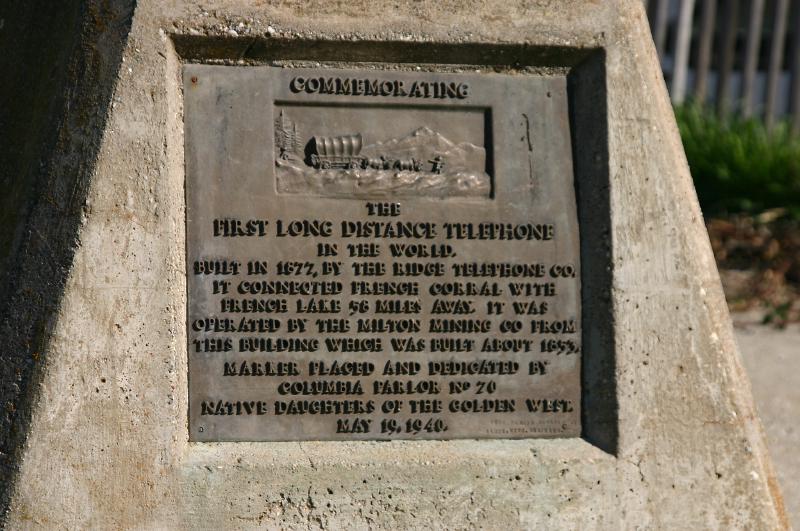 COMMEMORATING
THE
FIRST LONG DISTANCE TELEPHONE
IN THE WORLD.
BUILT IN 1877, BY THE RIDGE TELEPHONE CO.
IT CONNECTED FRENCH CORRAL WITH
FRENCH LAKE 58 MILES AWAY. IT WAS
OPERATED BY THE MILTON MINING CO FROM
THIS BUILDING WHICH WAS BUILT ABOUT 1853.
MARKER PLACED AND DEDICATED BY
COLUMBIA PARLOR Nº 70
NATIVE DAUGHTERS OF THE GOLDEN WEST.
MAY 19, 1940.